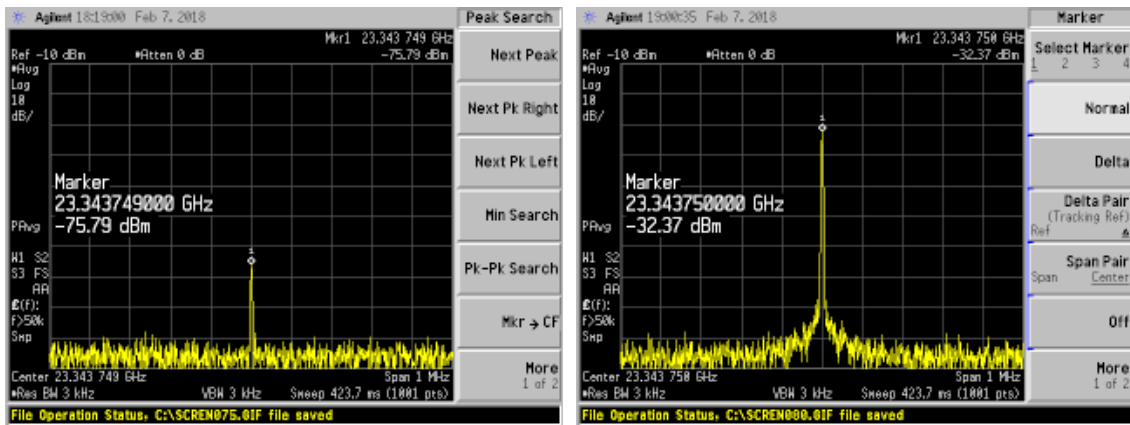 Agilent 18:19:00 Feb 7, 2018
Peak Search
Mkr1 23.343 749 GHz
Ref -10 dBm #Atten 0 dB -75.79 dBm
#Avg
Log
10
dB/
Marker
23.343749000 GHz
-75.79 dBm
PAvg
W1 S2
S3 FS
AA
£(f):
f>50k
Swp
Center 23.343 749 GHz Span 1 MHz
#Res BW 3 kHz VBW 3 kHz Sweep 423.7 ms (1001 pts)
File Operation Status, C:\SCREN075.GIF file saved
Next Peak
Next Pk Right
Next Pk Left
Min Search
Pk-Pk Search
Mkr → CF
More
1 of 2
Agilent 19:00:35 Feb 7, 2018
Marker
Mkr1 23.343 750 GHz
Ref -10 dBm #Atten 0 dB -32.37 dBm
#Avg
Log
10
dB/
1
Marker
23.343750000 GHz
-32.37 dBm
PAvg
W1 S2
S3 FS
AA
£(f):
f>50k
Swp
Center 23.343 750 GHz Span 1 MHz
#Res BW 3 kHz VBW 3 kHz Sweep 423.7 ms (1001 pts)
File Operation Status, C:\SCREN080.GIF file saved
Select Marker
1 2 3 4
Normal
Delta
Delta Pair
(Tracking Ref)
Ref Δ
Span Pair
Span Center
Off
More
1 of 2